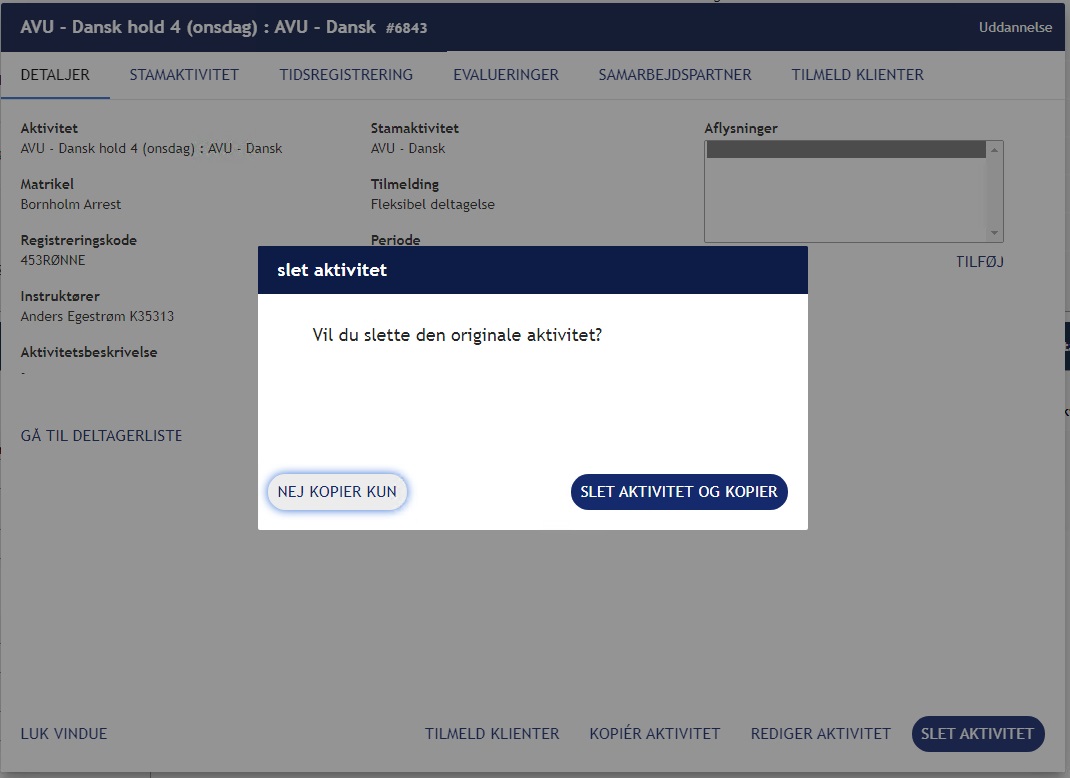 AVU - Dansk hold 4 (onsdag) : AVU - Dansk #6843
Uddannelse
DETALJER
STAMAKTIVITET
TIDSREGISTRERING
EVALUERINGER
SAMARBEJDSPARTNER
TILMELD KLIENTER
Aktivitet
AVU - Dansk hold 4 (onsdag) : AVU - Dansk
Stamaktivitet
AVU - Dansk
Aflysninger
Matrikel
Bornholm Arrest
Tilmelding
Fleksibel deltagelse
Registreringskode
453RØNNE
Periode
TILFØJ
Instruktører
Anders Egestrøm K35313
Aktivitetsbeskrivelse
-
GÅ TIL DELTAGERLISTE
slet aktivitet
Vil du slette den originale aktivitet?
NEJ KOPIER KUN
SLET AKTIVITET OG KOPIER
LUK VINDUE
TILMELD KLIENTER
KOPIÉR AKTIVITET
REDIGER AKTIVITET
SLET AKTIVITET